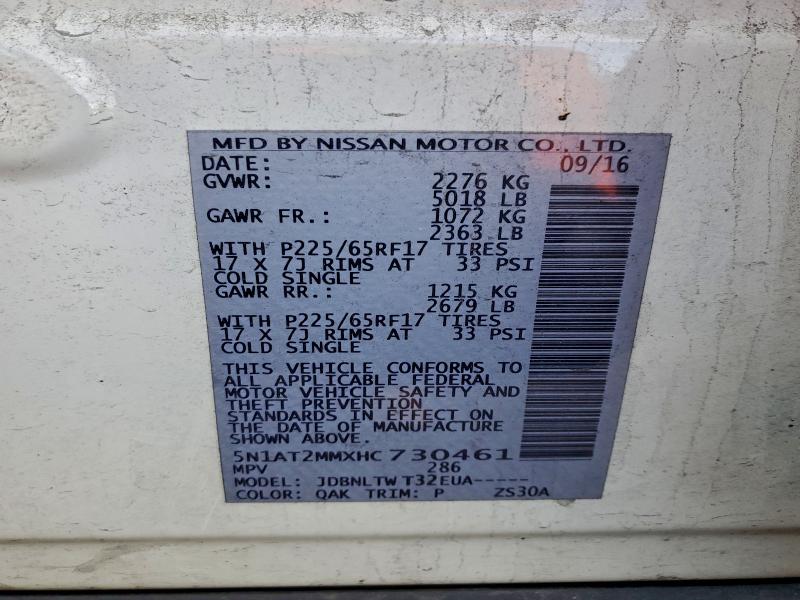 MFD BY NISSAN MOTOR CO., LTD.
DATE: 09/16
GVWR: 2276 KG
5018 LB
GAWR FR.: 1072 KG
2363 LB
WITH P225/65RF17 TIRES
17 X 7J RIMS AT 33 PSI
COLD SINGLE
GAWR RR.: 1215 KG
2679 LB
WITH P225/65RF17 TIRES
17 X 7J RIMS AT 33 PSI
COLD SINGLE
THIS VEHICLE CONFORMS TO
ALL APPLICABLE FEDERAL
MOTOR VEHICLE SAFETY AND
THEFT PREVENTION
STANDARDS IN EFFECT ON
THE DATE OF MANUFACTURE
SHOWN ABOVE
5N1AT2MMXHC730461
MPV 286
MODEL: JDBNLTW T32EUA-----
COLOR: QAK TRIM: P ZS30A